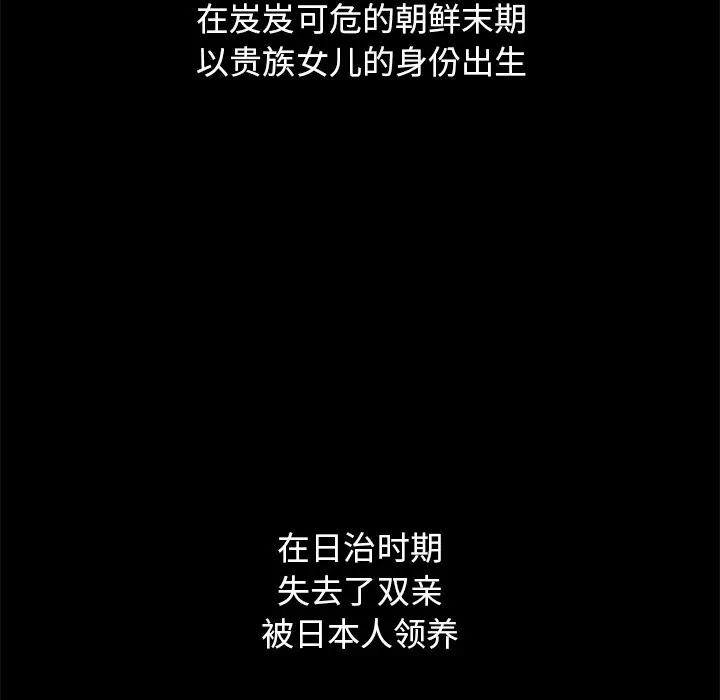 在岌岌可危的朝鲜末期
以贵族女儿的身份出生
在日治时期
失去了双亲
被日本人领养